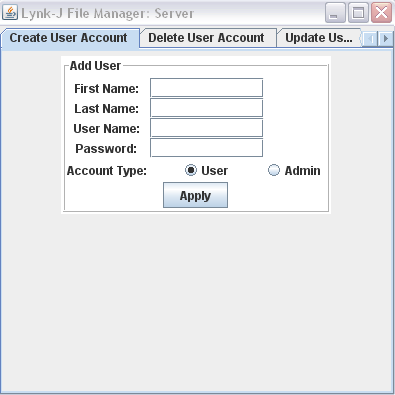 Lynk-J File Manager: Server
Create User Account Delete User Account Update Us...
Add User
First Name:
Last Name:
User Name:
Password:
Account Type: User Admin
Apply